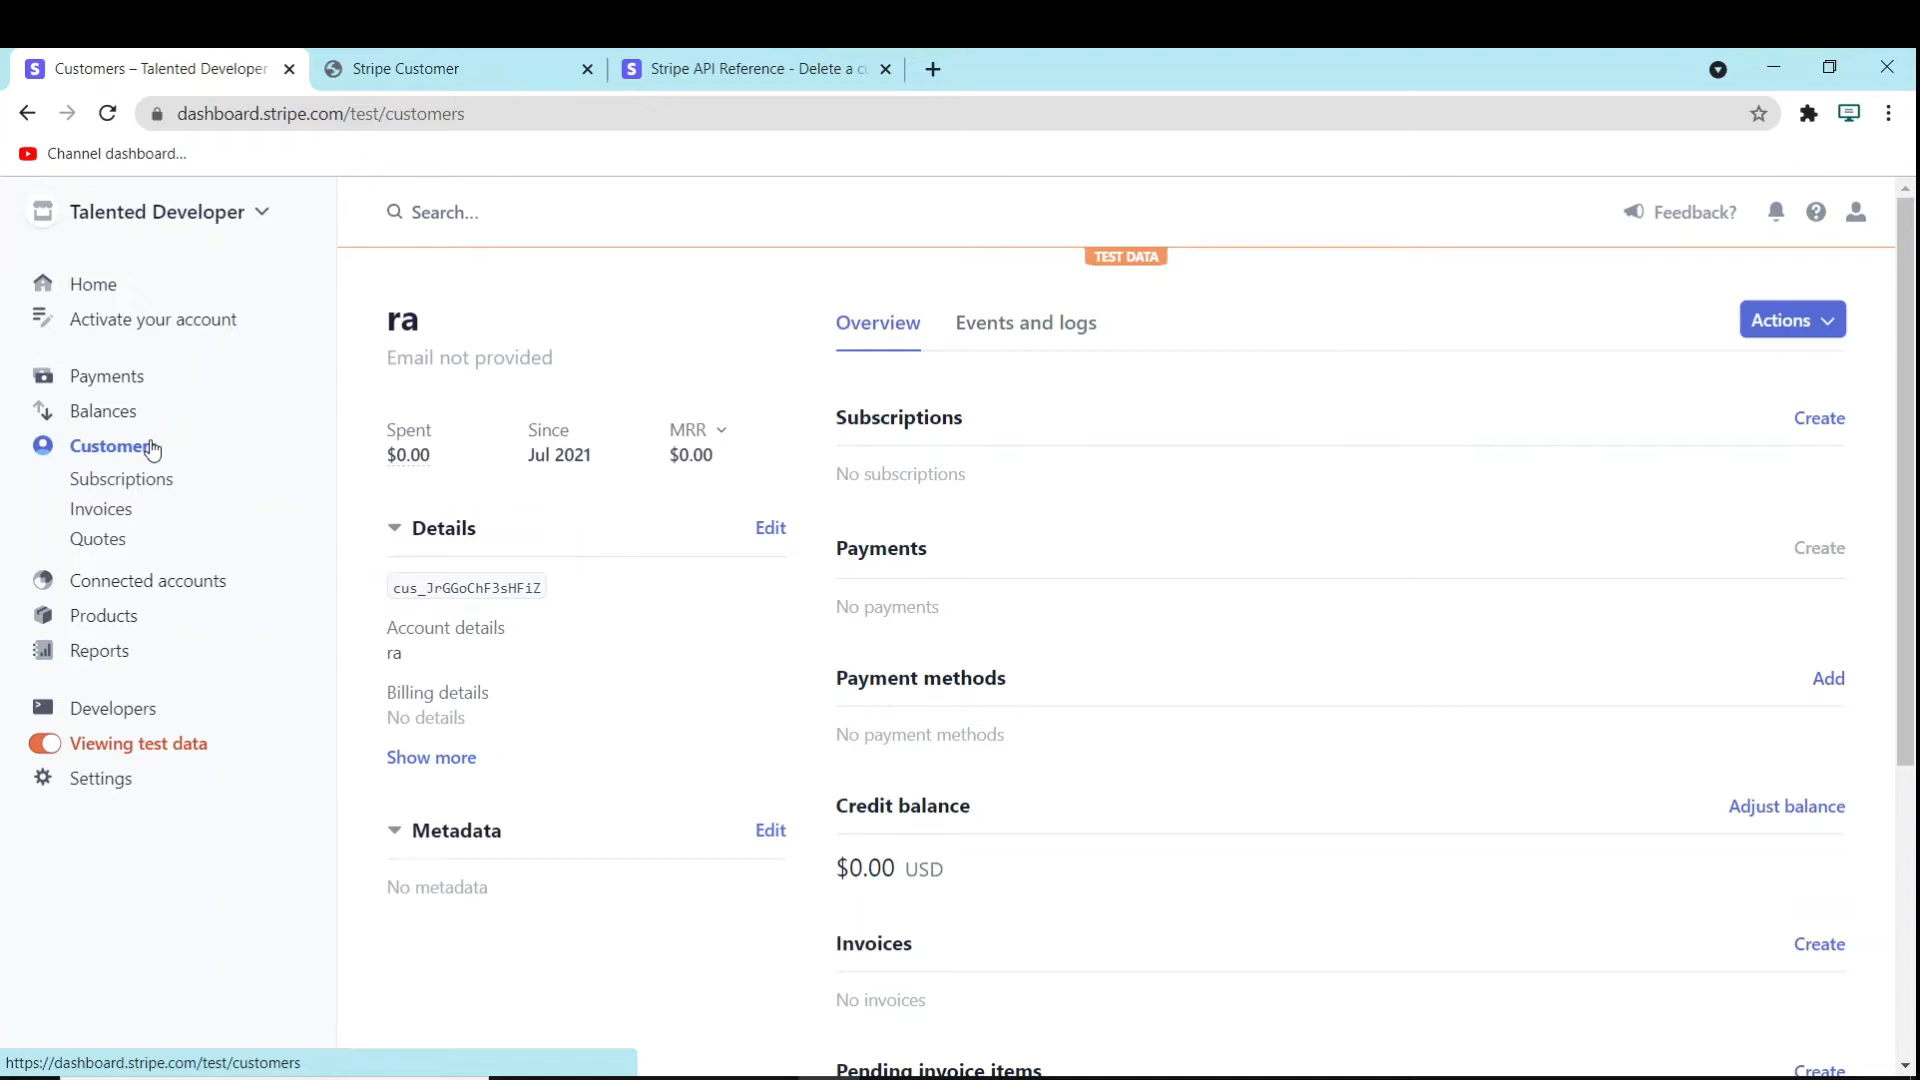 Customers – Talented Developer
Stripe Customer
Stripe API Reference - Delete a cu
dashboard.stripe.com/test/customers
Channel dashboard...
Talented Developer
Search...
Feedback?
TEST DATA
Home
Activate your account
Payments
Balances
Customer
Subscriptions
Invoices
Quotes
Connected accounts
Products
Reports
Developers
Viewing test data
Settings
ra
Email not provided
Spent
Since
MRR
$0.00
Jul 2021
$0.00
Details
Edit
cus_JrGGoChF3sHFiZ
Account details
ra
Billing details
No details
Show more
Metadata
Edit
No metadata
Overview
Events and logs
Actions
Subscriptions
Create
No subscriptions
Payments
Create
No payments
Payment methods
Add
No payment methods
Credit balance
Adjust balance
$0.00 USD
Invoices
Create
No invoices
Pending invoice items
Create
https://dashboard.stripe.com/test/customers